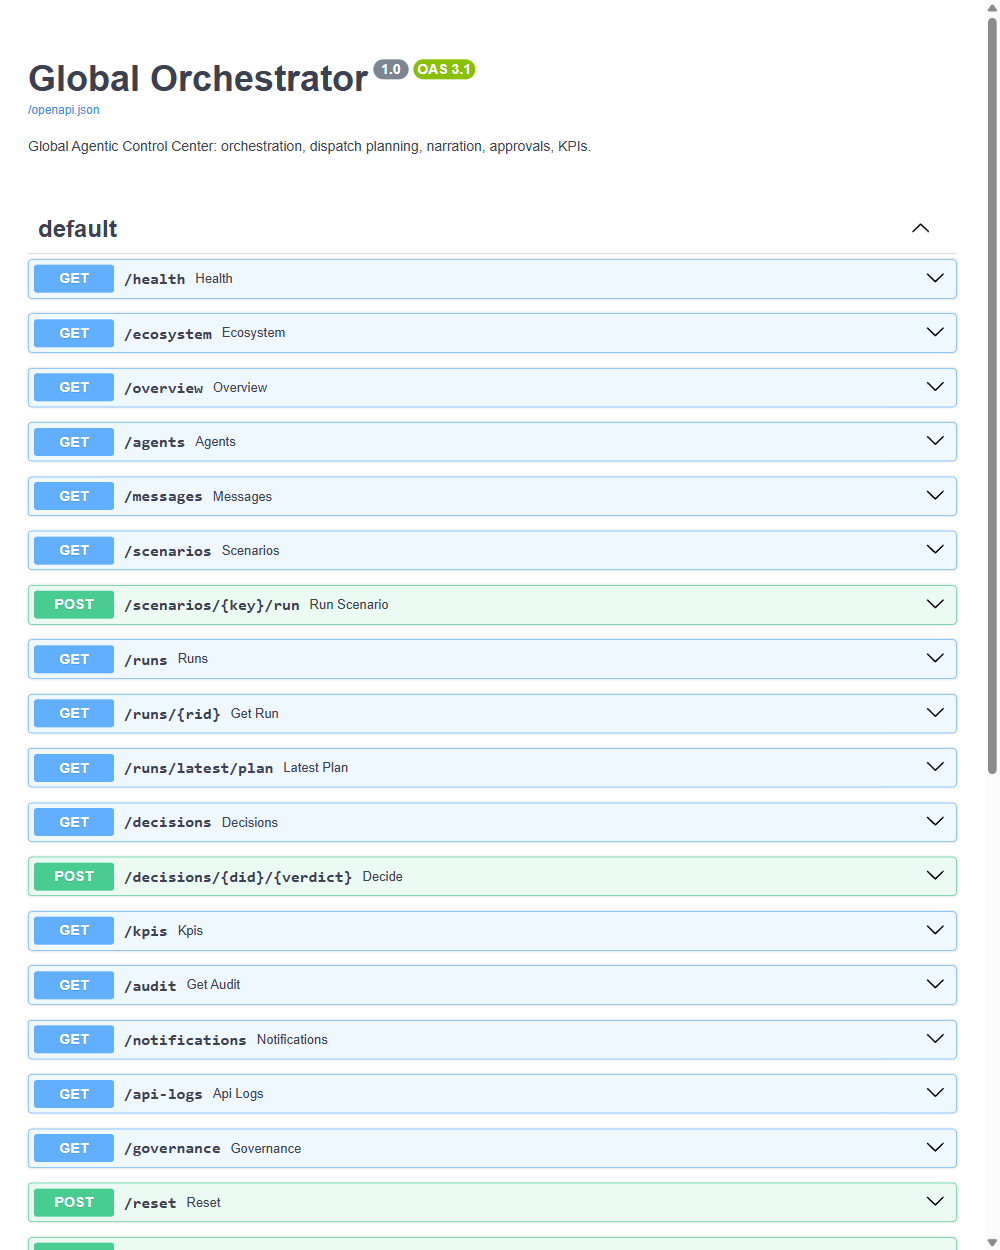 Global Orchestrator 1.0 OAS 3.1
/openapi.json
Global Agentic Control Center: orchestration, dispatch planning, narration, approvals, KPIs.
default
GET /health Health
GET /ecosystem Ecosystem
GET /overview Overview
GET /agents Agents
GET /messages Messages
GET /scenarios Scenarios
POST /scenarios/{key}/run Run Scenario
GET /runs Runs
GET /runs/{rid} Get Run
GET /runs/latest/plan Latest Plan
GET /decisions Decisions
POST /decisions/{did}/{verdict} Decide
GET /kpis Kpis
GET /audit Get Audit
GET /notifications Notifications
GET /api-logs Api Logs
GET /governance Governance
POST /reset Reset